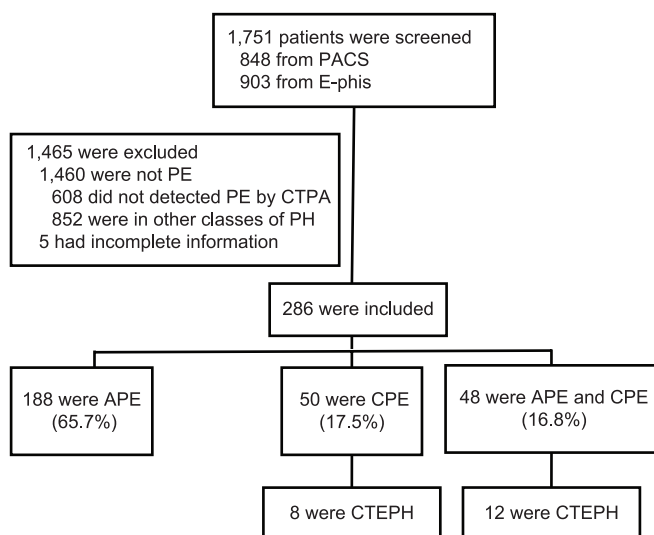 1,751 patients were screened
848 from PACS
903 from E-phis
1,465 were excluded
1,460 were not PE
608 did not detected PE by CTPA
852 were in other classes of PH
5 had incomplete information
286 were included
188 were APE
(65.7%)
50 were CPE
(17.5%)
48 were APE and CPE
(16.8%)
8 were CTEPH
12 were CTEPH